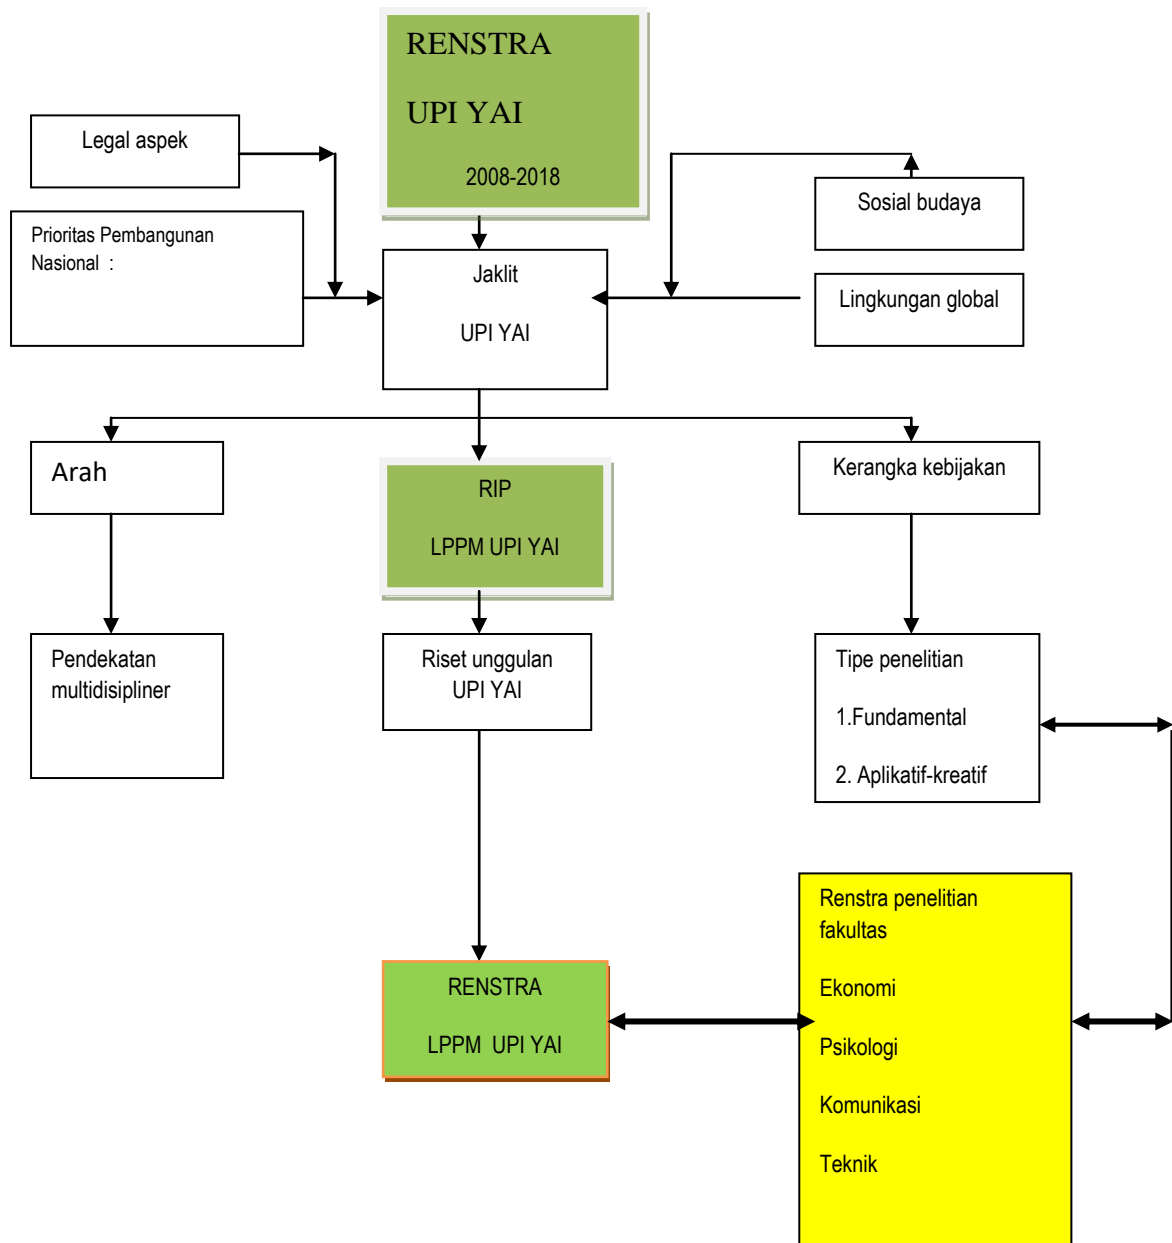 RENSTRA
UPI YAI
2008-2018
Legal aspek
Prioritas Pembangunan
Nasional :
Sosial budaya
Lingkungan global
Jaklit
UPI YAI
Arah
RIP
LPPM UPI YAI
Kerangka kebijakan
Pendekatan
multidisipliner
Riset unggulan
UPI YAI
Tipe penelitian
1.Fundamental
2. Aplikatif-kreatif
RENSTRA
LPPM UPI YAI
Renstra penelitian
fakultas
Ekonomi
Psikologi
Komunikasi
Teknik